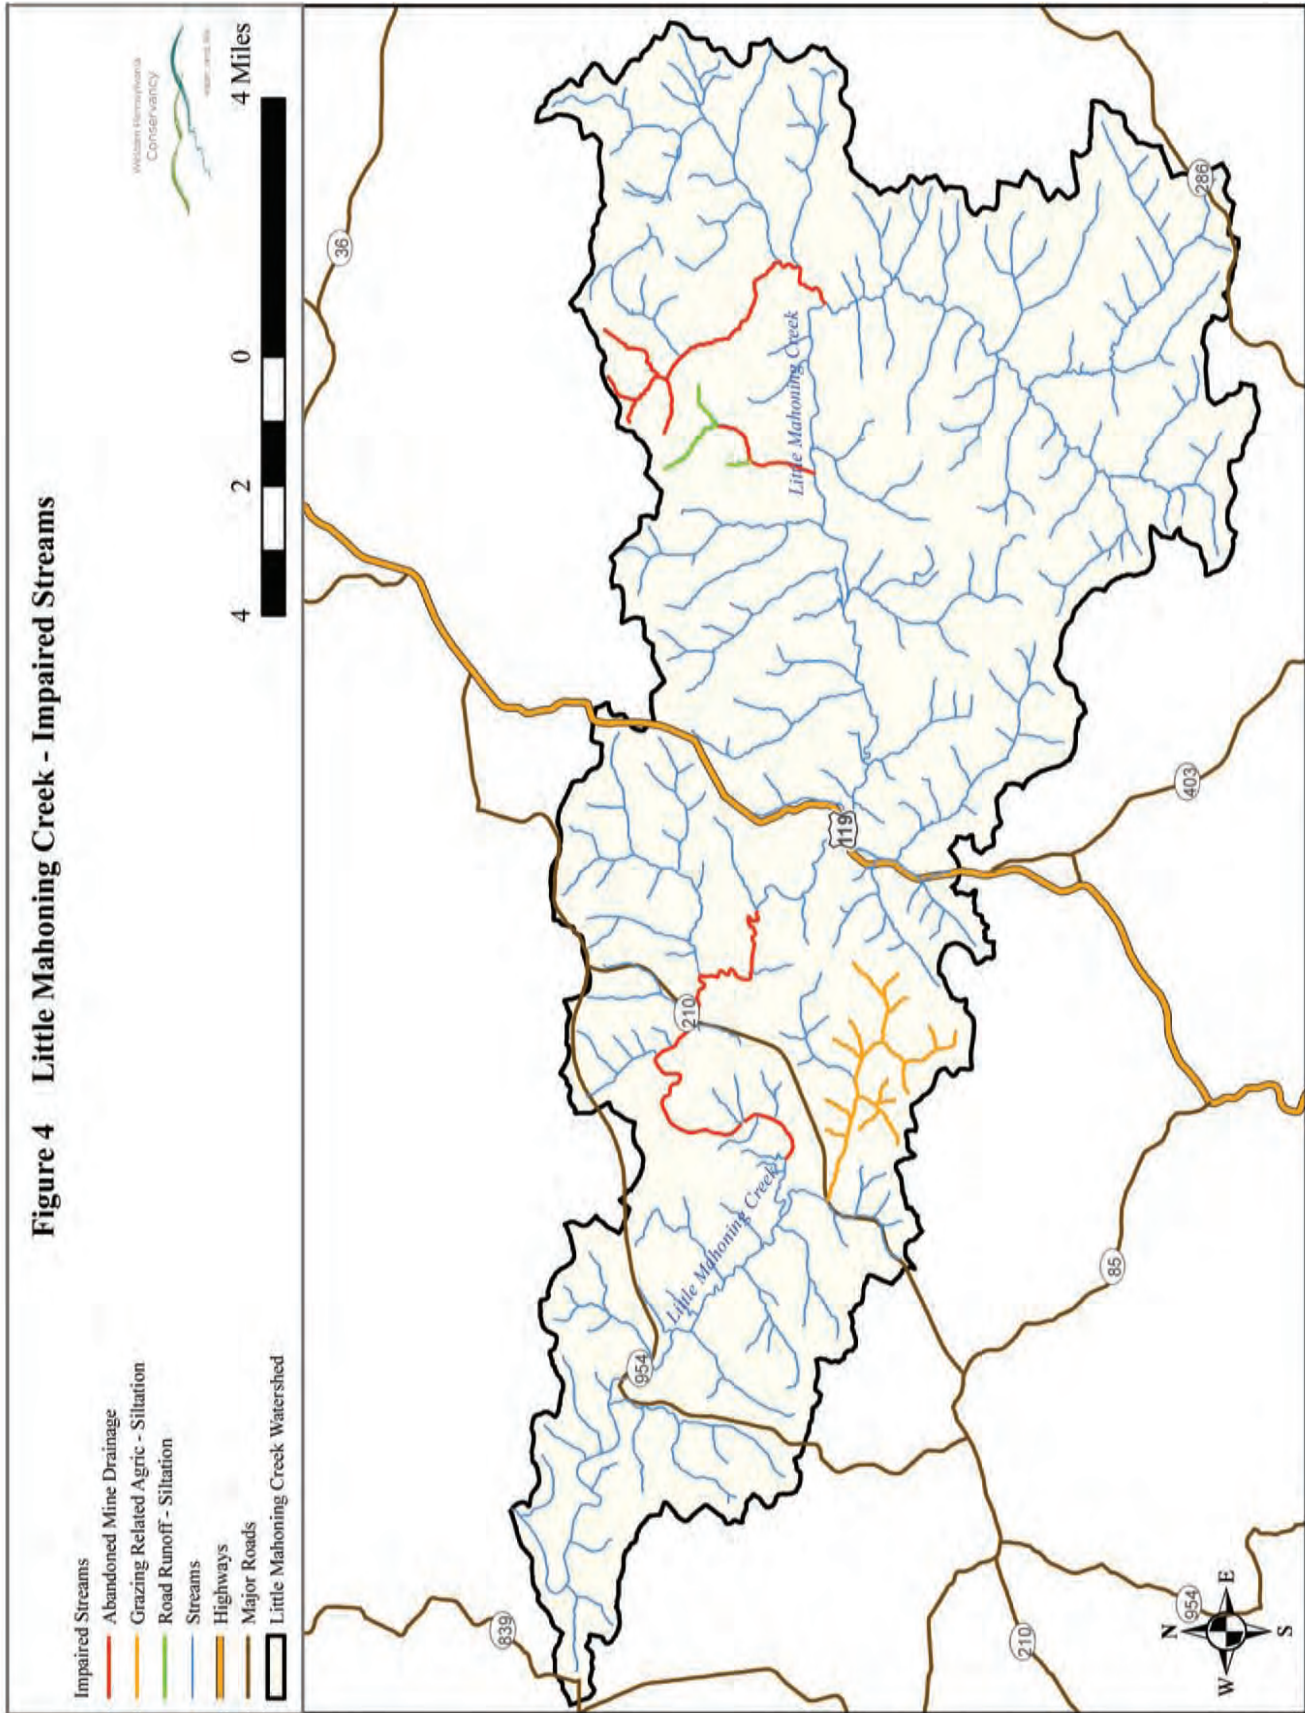 Figure 4 Little Mahoning Creek - Impaired Streams
Impaired Streams
Abandoned Mine Drainage
Grazing Related Agric - Siltation
Road Runoff - Siltation
Streams
Highways
Major Roads
Little Mahoning Creek Watershed
4 2 0 4 Miles
Western Pennsylvania
Conservancy
36
839
954
210
119
Little Mahoning Creek
Little Mahoning Creek
286
403
85
210
954
N
W E
S